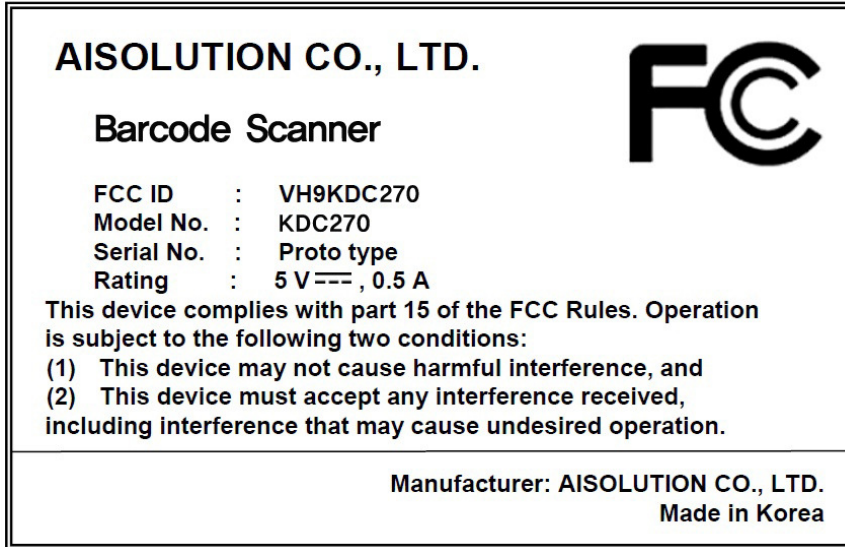 AISOLUTION CO., LTD.
FCC
Barcode Scanner
FCC ID : VH9KDC270
Model No. : KDC270
Serial No. : Proto type
Rating : 5 V ⎓ , 0.5 A
This device complies with part 15 of the FCC Rules. Operation
is subject to the following two conditions:
(1) This device may not cause harmful interference, and
(2) This device must accept any interference received,
including interference that may cause undesired operation.
Manufacturer: AISOLUTION CO., LTD.
Made in Korea